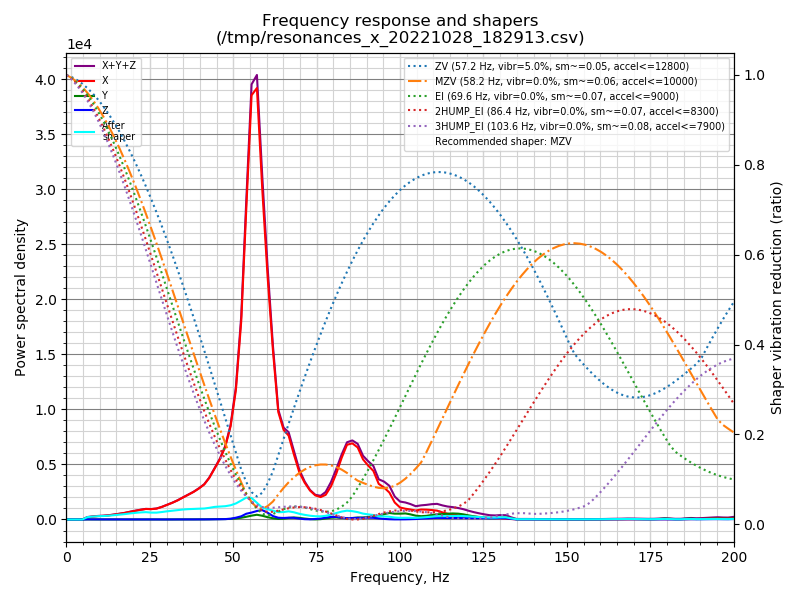 Frequency response and shapers
(/tmp/resonances_x_20221028_182913.csv)
1e4
X+Y+Z
X
Y
Z
After
shaper
ZV (57.2 Hz, vibr=5.0%, sm~=0.05, accel<=12800)
MZV (58.2 Hz, vibr=0.0%, sm~=0.06, accel<=10000)
EI (69.6 Hz, vibr=0.0%, sm~=0.07, accel<=9000)
2HUMP_EI (86.4 Hz, vibr=0.0%, sm~=0.07, accel<=8300)
3HUMP_EI (103.6 Hz, vibr=0.0%, sm~=0.08, accel<=7900)
Recommended shaper: MZV
4.0
3.5
3.0
2.5
2.0
1.5
1.0
0.5
0.0
Power spectral density
1.0
0.8
0.6
0.4
0.2
0.0
Shaper vibration reduction (ratio)
0 25 50 75 100 125 150 175 200
Frequency, Hz